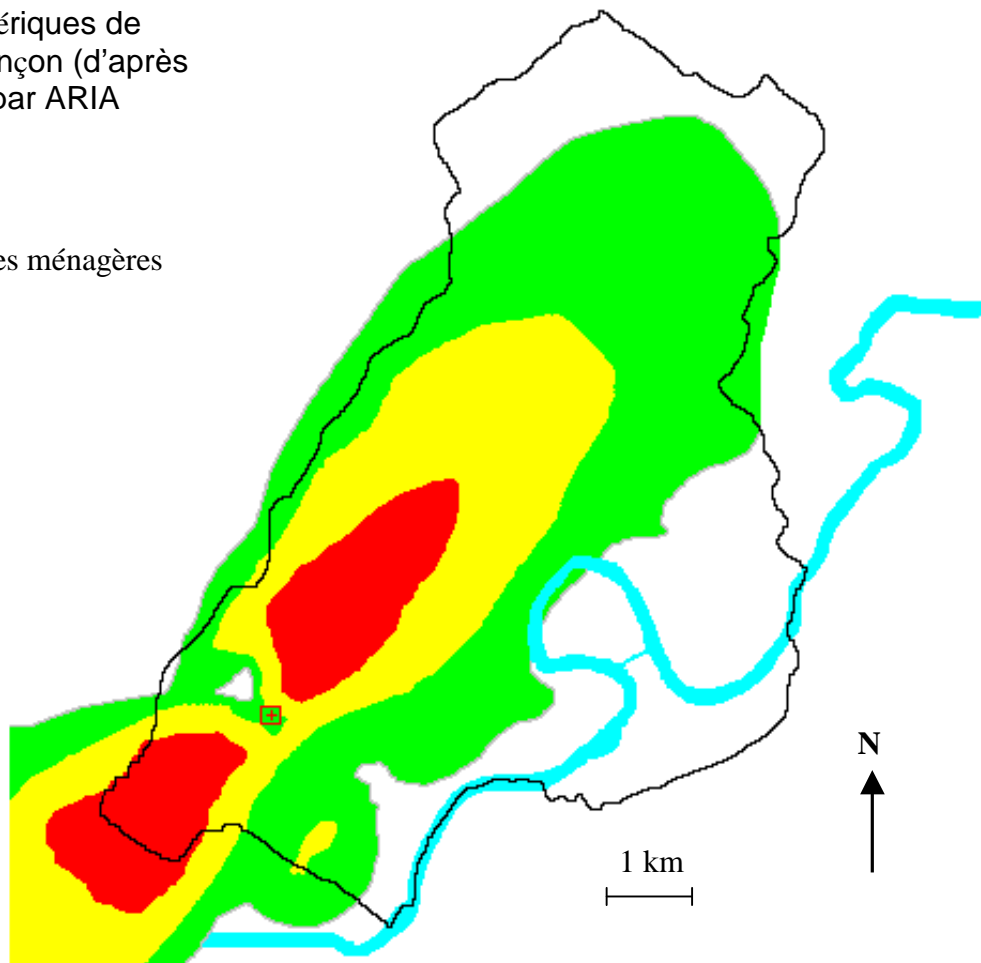 ériques de
nçon (d'après
par ARIA
es ménagères
N
1 km